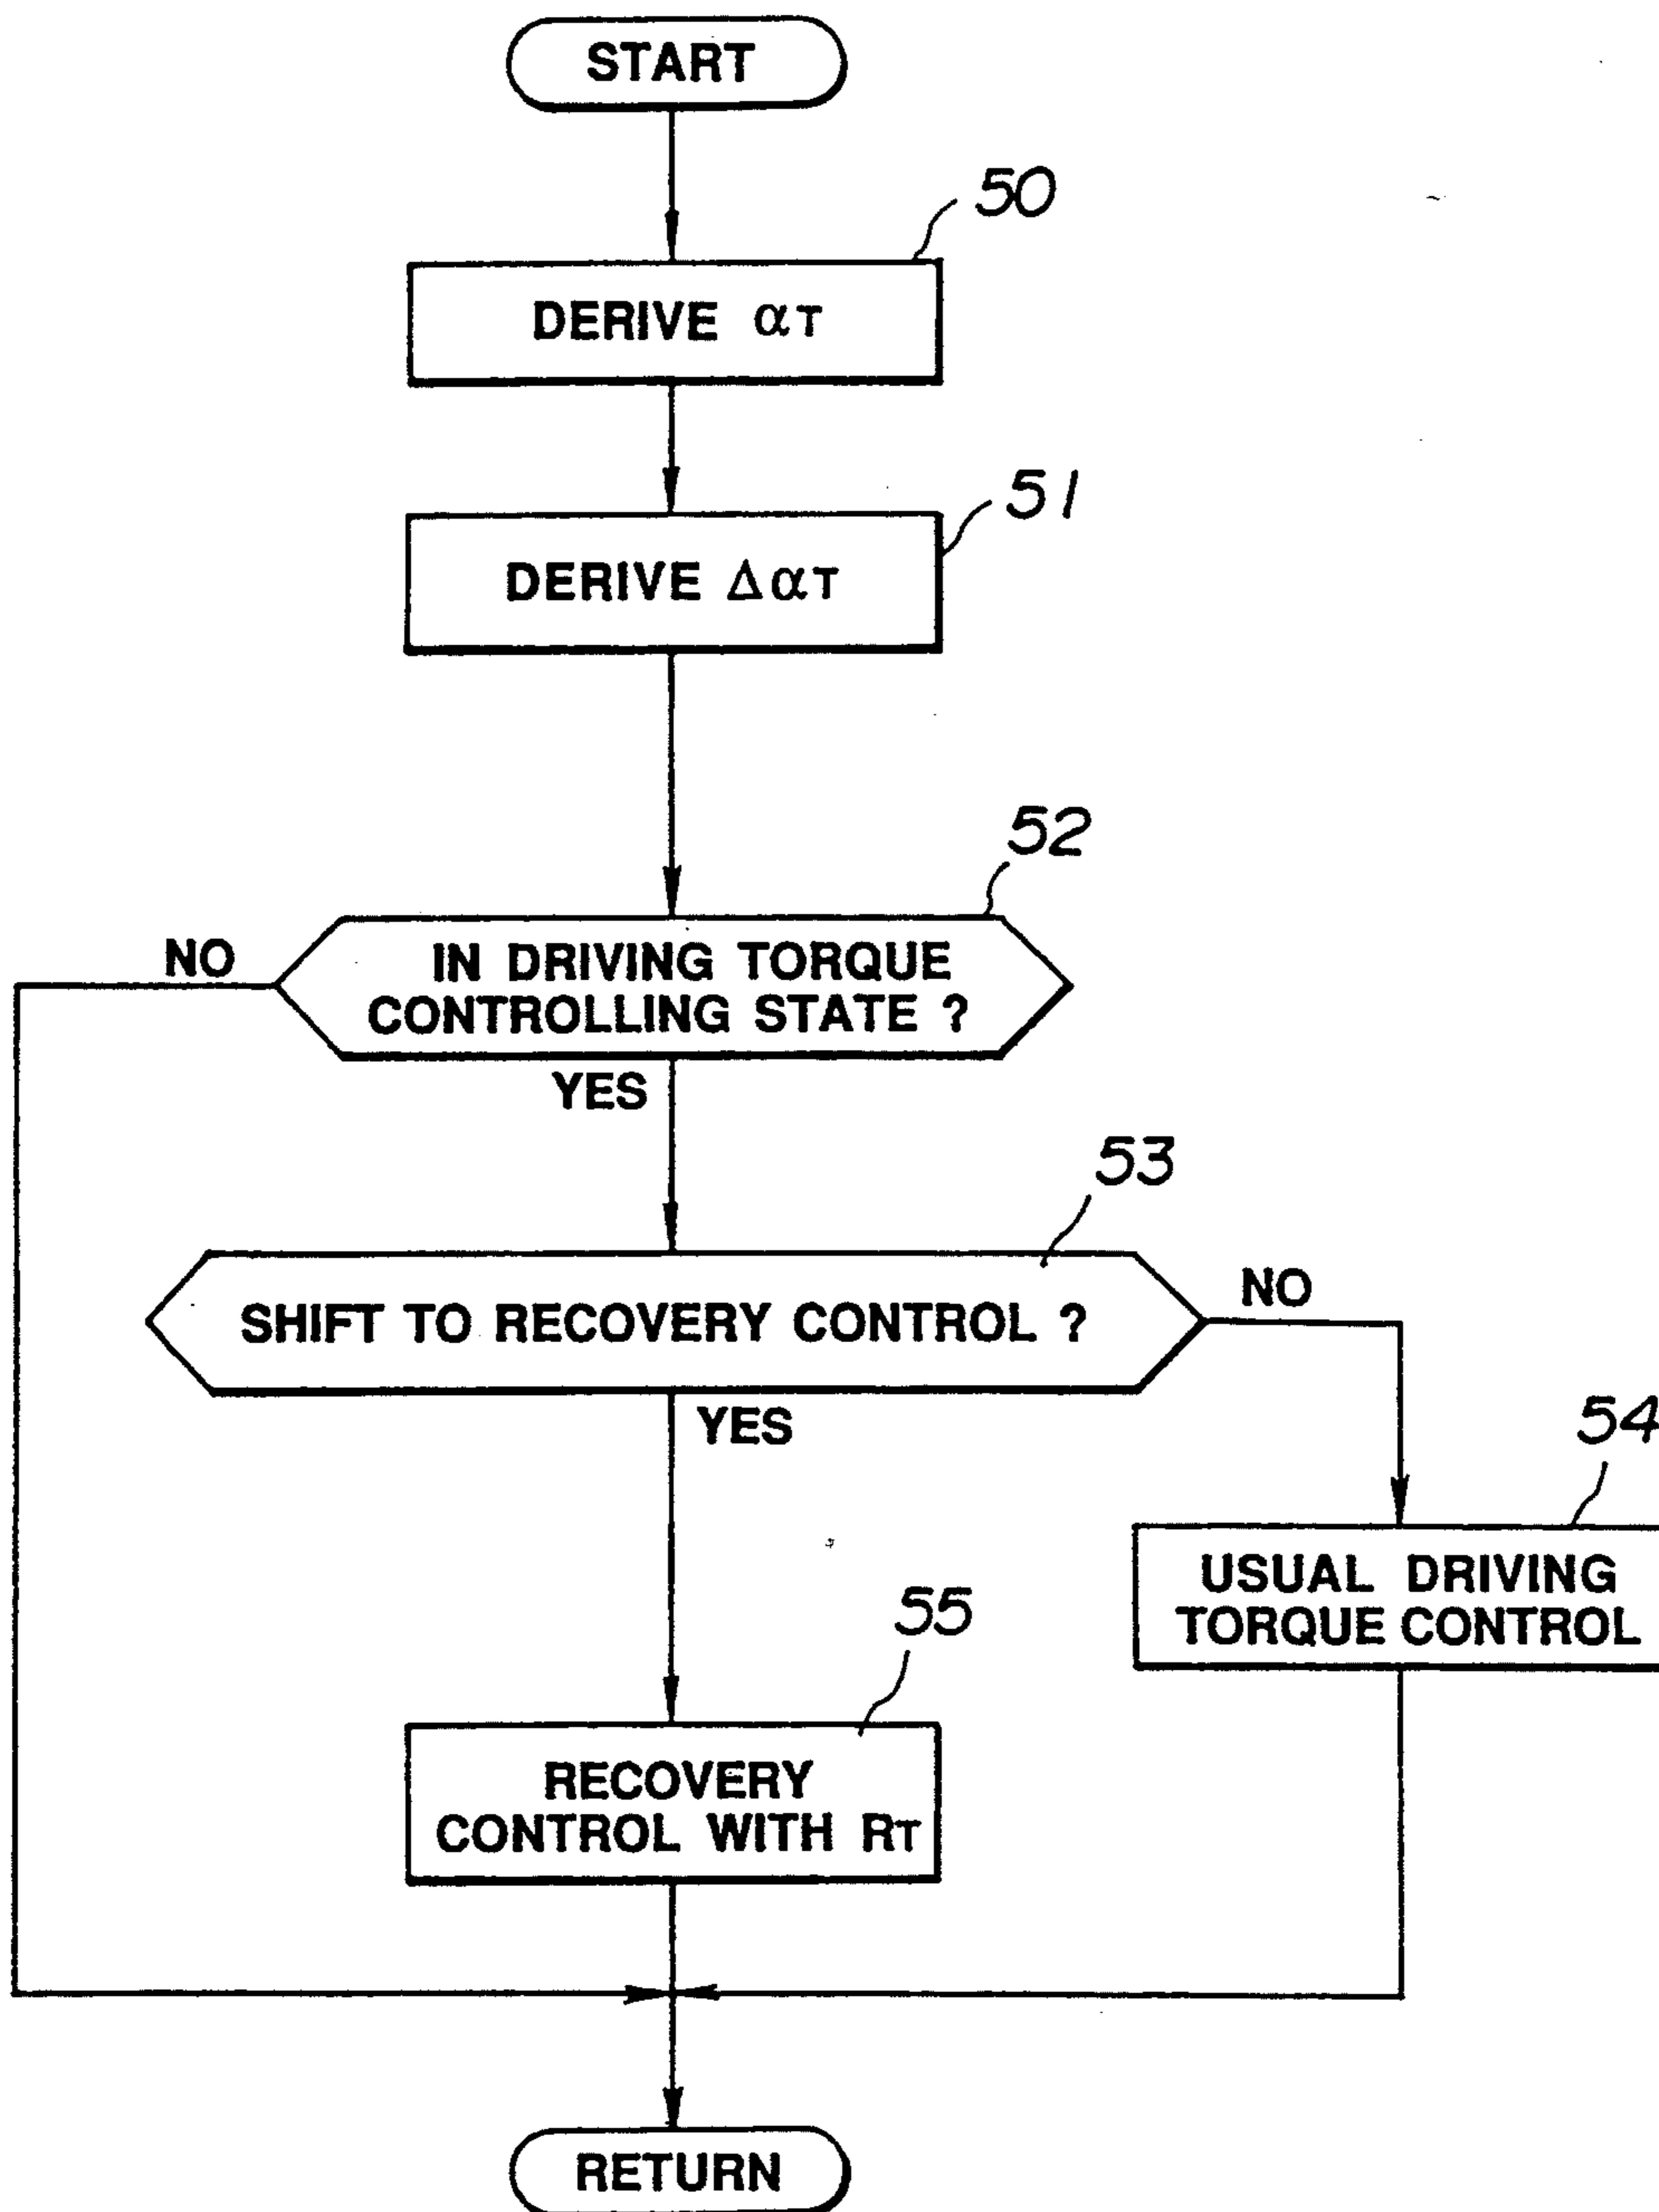 START
50
DERIVE αT
51
DERIVE ΔαT
52
NO
IN DRIVING TORQUE
CONTROLLING STATE ?
YES
53
SHIFT TO RECOVERY CONTROL ?
NO
YES
54
USUAL DRIVING
TORQUE CONTROL
55
RECOVERY
CONTROL WITH RT
RETURN